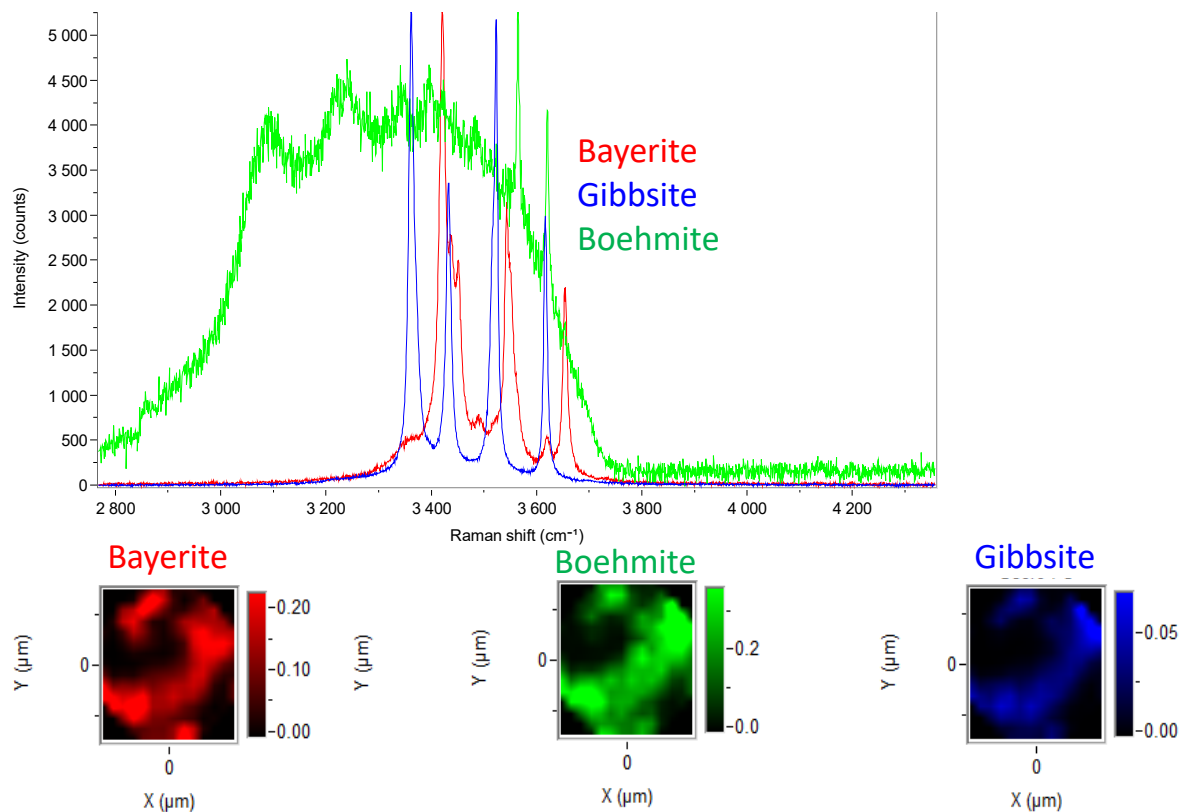 5 000
4 500
4 000
3 500
3 000
2 500
2 000
1 500
1 000
500
0
Intensity (counts)
2 800
3 000
3 200
3 400
3 600
3 800
4 000
4 200
Raman shift (cm⁻¹)
Bayerite
Gibbsite
Boehmite
Bayerite
0.20
0.10
0.00
Y (µm)
0
0
X (µm)
Boehmite
0.2
0.0
Y (µm)
0
0
X (µm)
Gibbsite
0.05
0.00
Y (µm)
0
0
X (µm)